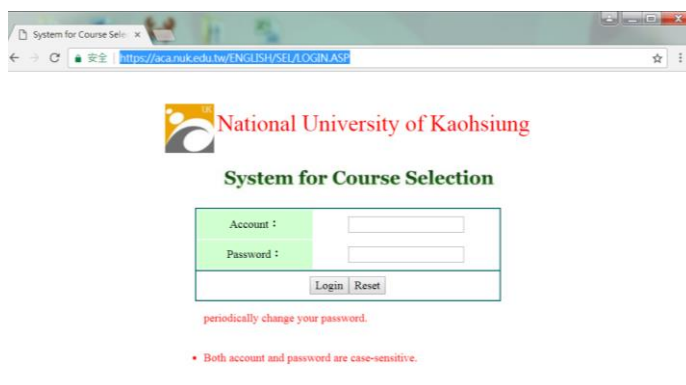 System for Course Sele
安全 | https://aca.nuk.edu.tw/ENGLISH/SEL/LOGIN.ASP
UK
National University of Kaohsiung
System for Course Selection
Account：
Password：
Login Reset
periodically change your password.
• Both account and password are case-sensitive.